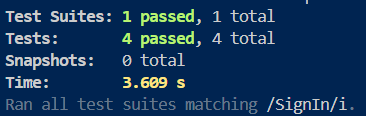 Test Suites: 1 passed, 1 total
Tests: 4 passed, 4 total
Snapshots: 0 total
Time: 3.609 s
Ran all test suites matching /SignIn/i.